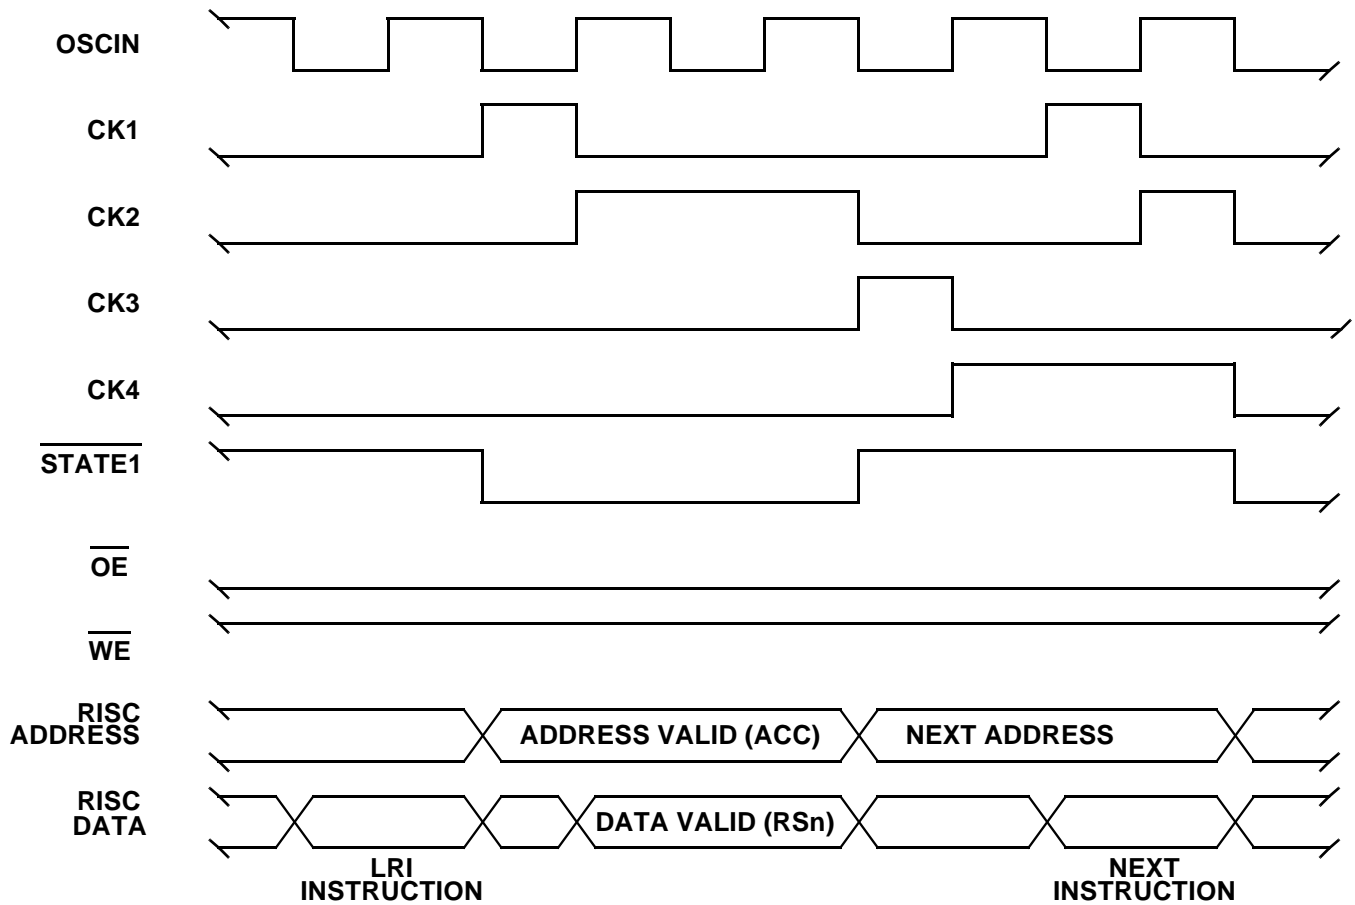 OSCIN
CK1
CK2
CK3
CK4
STATE1
OE
WE
RISC
ADDRESS
ADDRESS VALID (ACC)
NEXT ADDRESS
RISC
DATA
DATA VALID (RSn)
LRI
INSTRUCTION
NEXT
INSTRUCTION